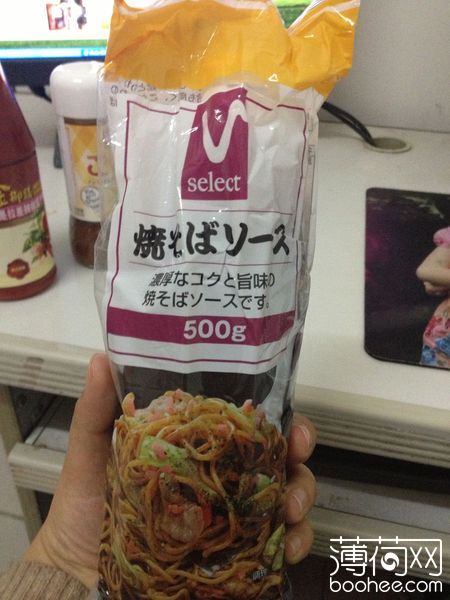 select
焼そばソース
濃厚なコクと旨味の
焼そばソースです。
500g
薄荷网
boohee.com